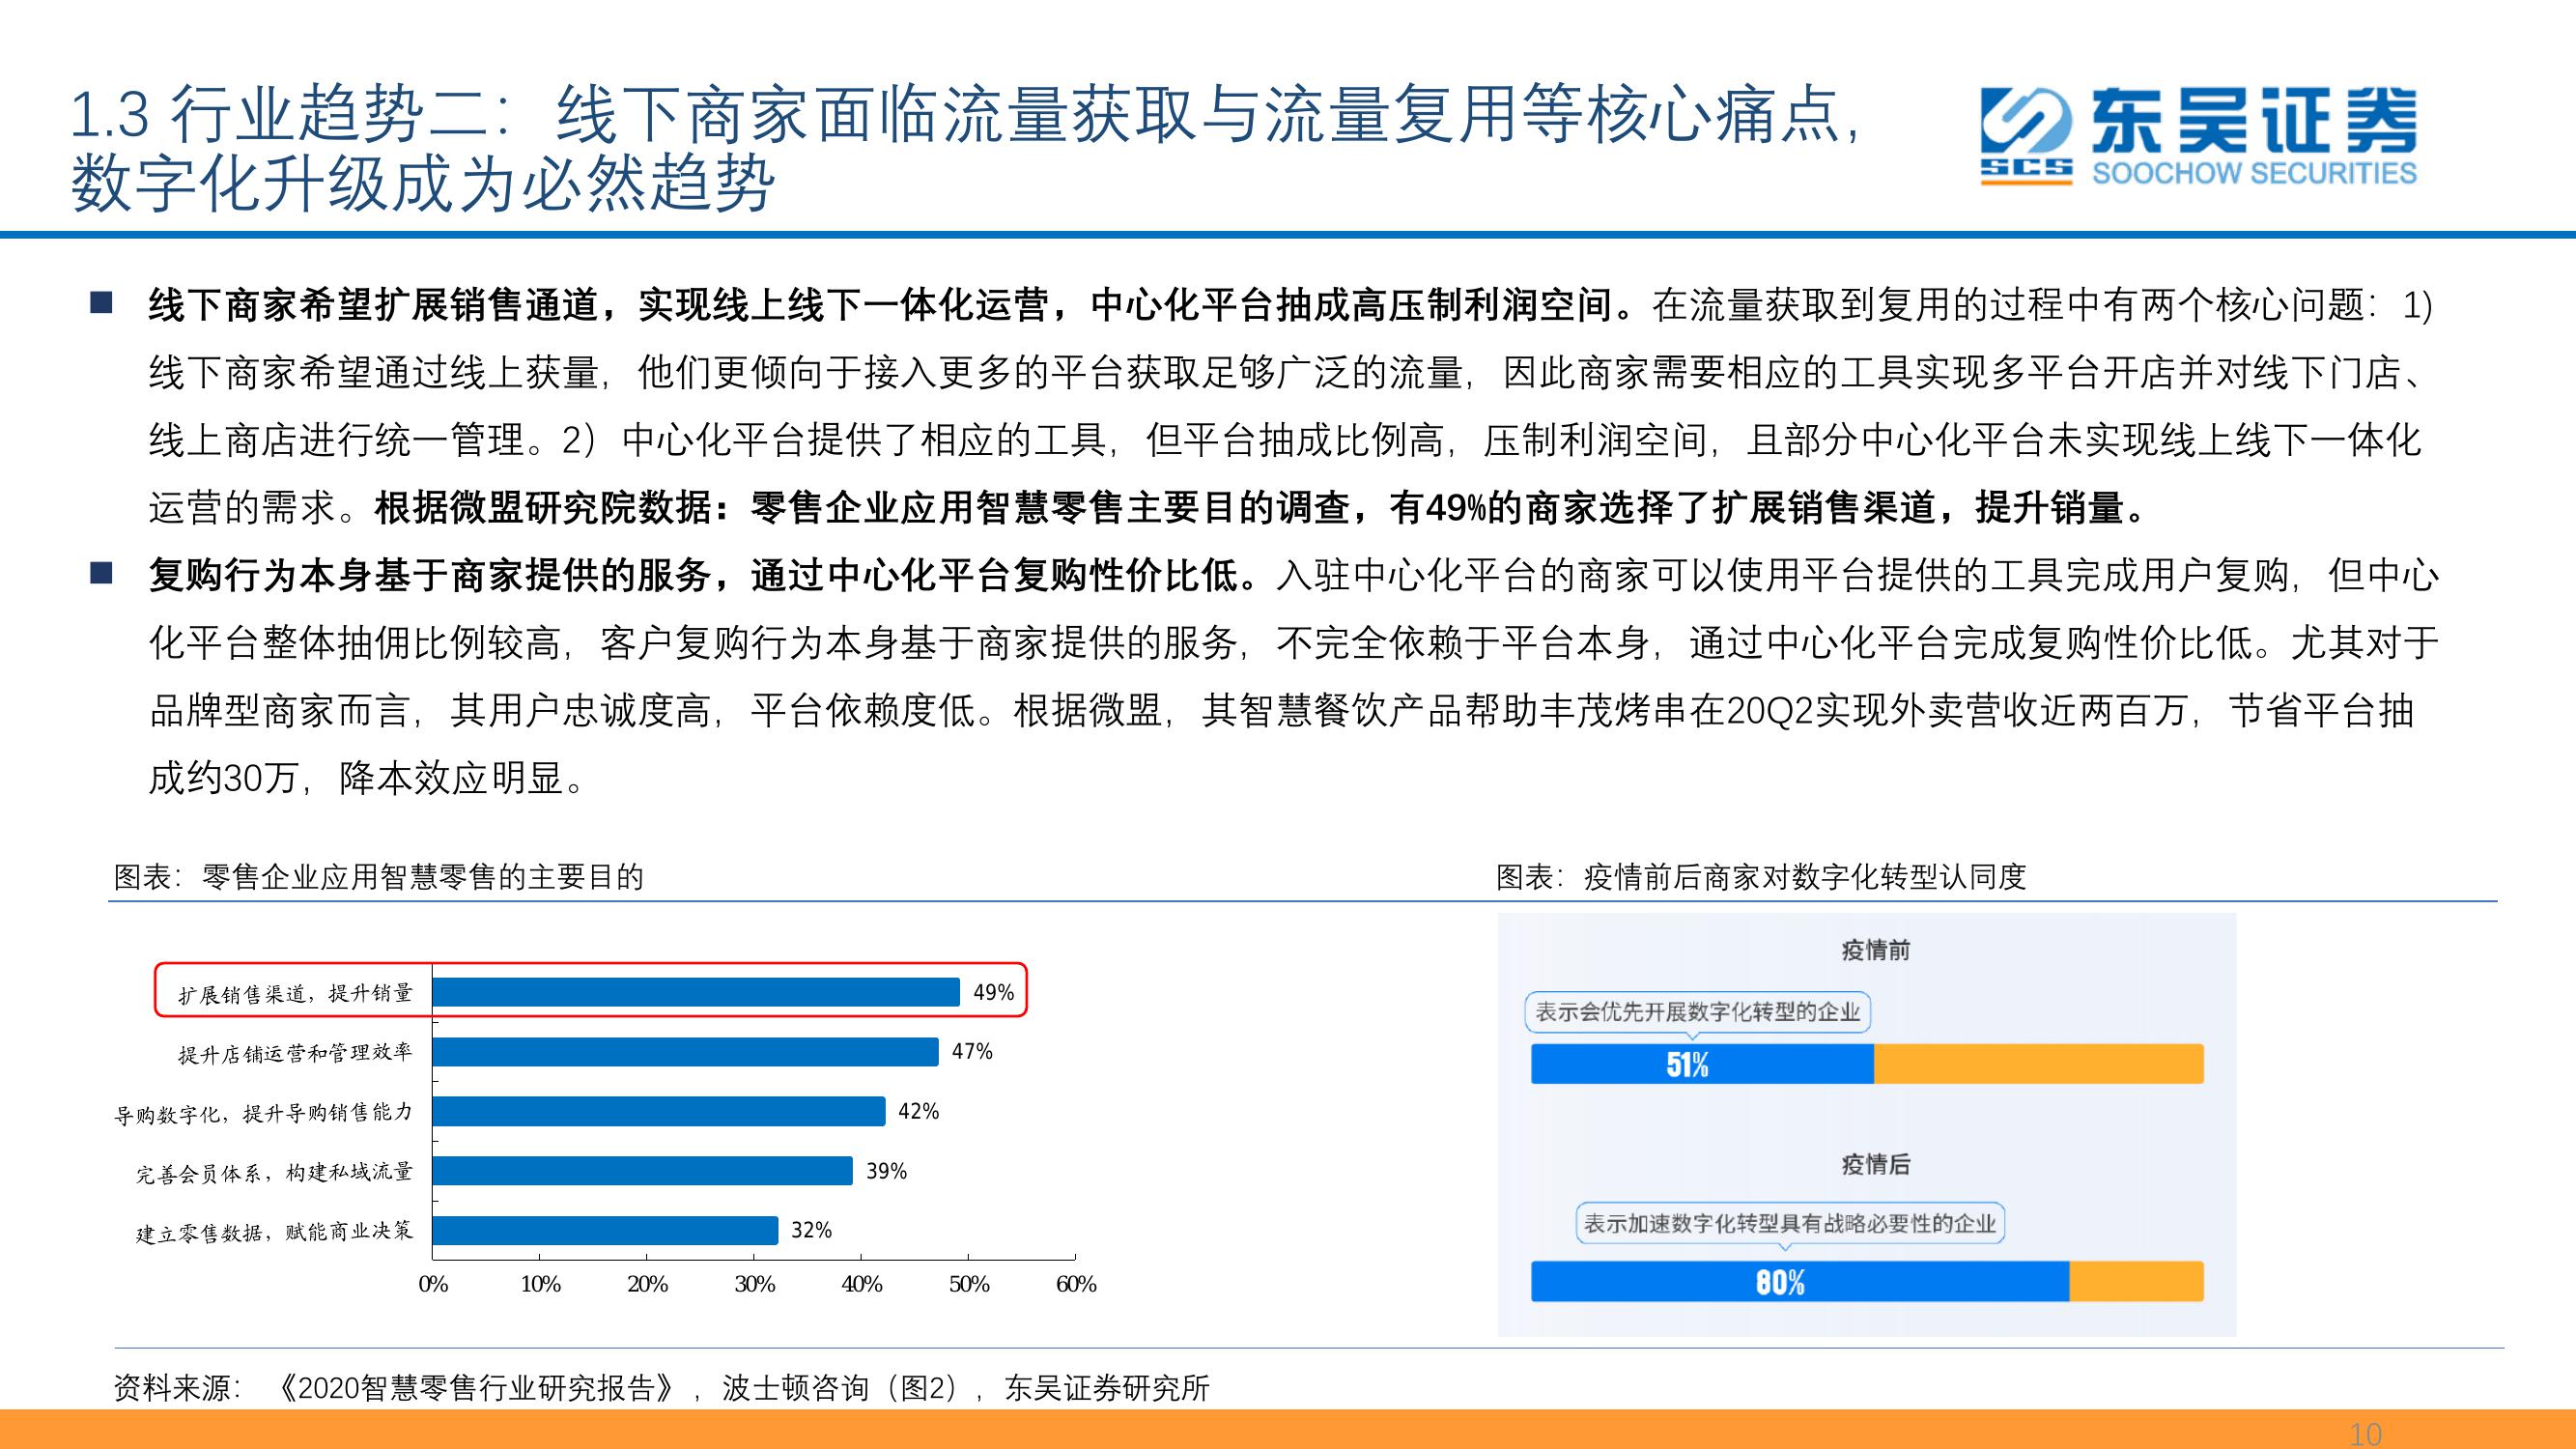 1.3 行业趋势二：线下商家面临流量获取与流量复用等核心痛点，
数字化升级成为必然趋势
东吴证券
SCS
SOOCHOW SECURITIES
■ 线下商家希望扩展销售通道，实现线上线下一体化运营，中心化平台抽成高压制利润空间。在流量获取到复用的过程中有两个核心问题：1)
线下商家希望通过线上获量，他们更倾向于接入更多的平台获取足够广泛的流量，因此商家需要相应的工具实现多平台开店并对线下门店、
线上商店进行统一管理。2）中心化平台提供了相应的工具，但平台抽成比例高，压制利润空间，且部分中心化平台未实现线上线下一体化
运营的需求。根据微盟研究院数据：零售企业应用智慧零售主要目的调查，有49%的商家选择了扩展销售渠道，提升销量。
■ 复购行为本身基于商家提供的服务，通过中心化平台复购性价比低。入驻中心化平台的商家可以使用平台提供的工具完成用户复购，但中心
化平台整体抽佣比例较高，客户复购行为本身基于商家提供的服务，不完全依赖于平台本身，通过中心化平台完成复购性价比低。尤其对于
品牌型商家而言，其用户忠诚度高，平台依赖度低。根据微盟，其智慧餐饮产品帮助丰茂烤串在20Q2实现外卖营收近两百万，节省平台抽
成约30万，降本效应明显。
图表：零售企业应用智慧零售的主要目的
扩展销售渠道，提升销量 49%
提升店铺运营和管理效率 47%
导购数字化，提升导购销售能力 42%
完善会员体系，构建私域流量 39%
建立零售数据，赋能商业决策 32%
0% 10% 20% 30% 40% 50% 60%
图表：疫情前后商家对数字化转型认同度
疫情前
表示会优先开展数字化转型的企业
51%
疫情后
表示加速数字化转型具有战略必要性的企业
80%
资料来源：《2020智慧零售行业研究报告》，波士顿咨询（图2），东吴证券研究所
10